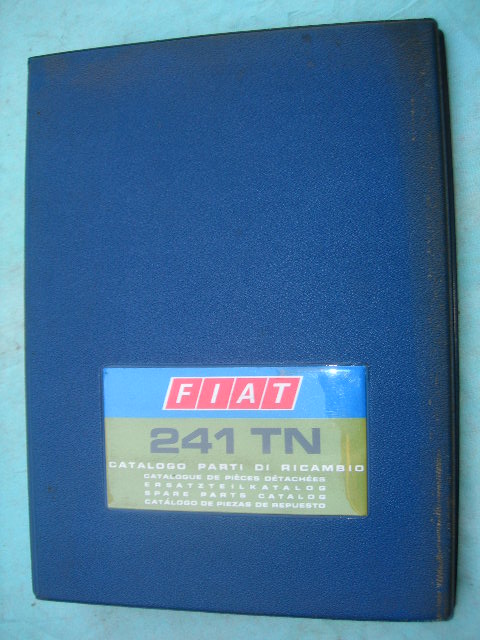 FIAT
241 TN
CATALOGO PARTI DI RICAMBIO
CATALOGUE DE PIÈCES DÉTACHÉES
ERSATZTEILKATALOG
SPARE PARTS CATALOG
CATÁLOGO DE PIEZAS DE REPUESTO